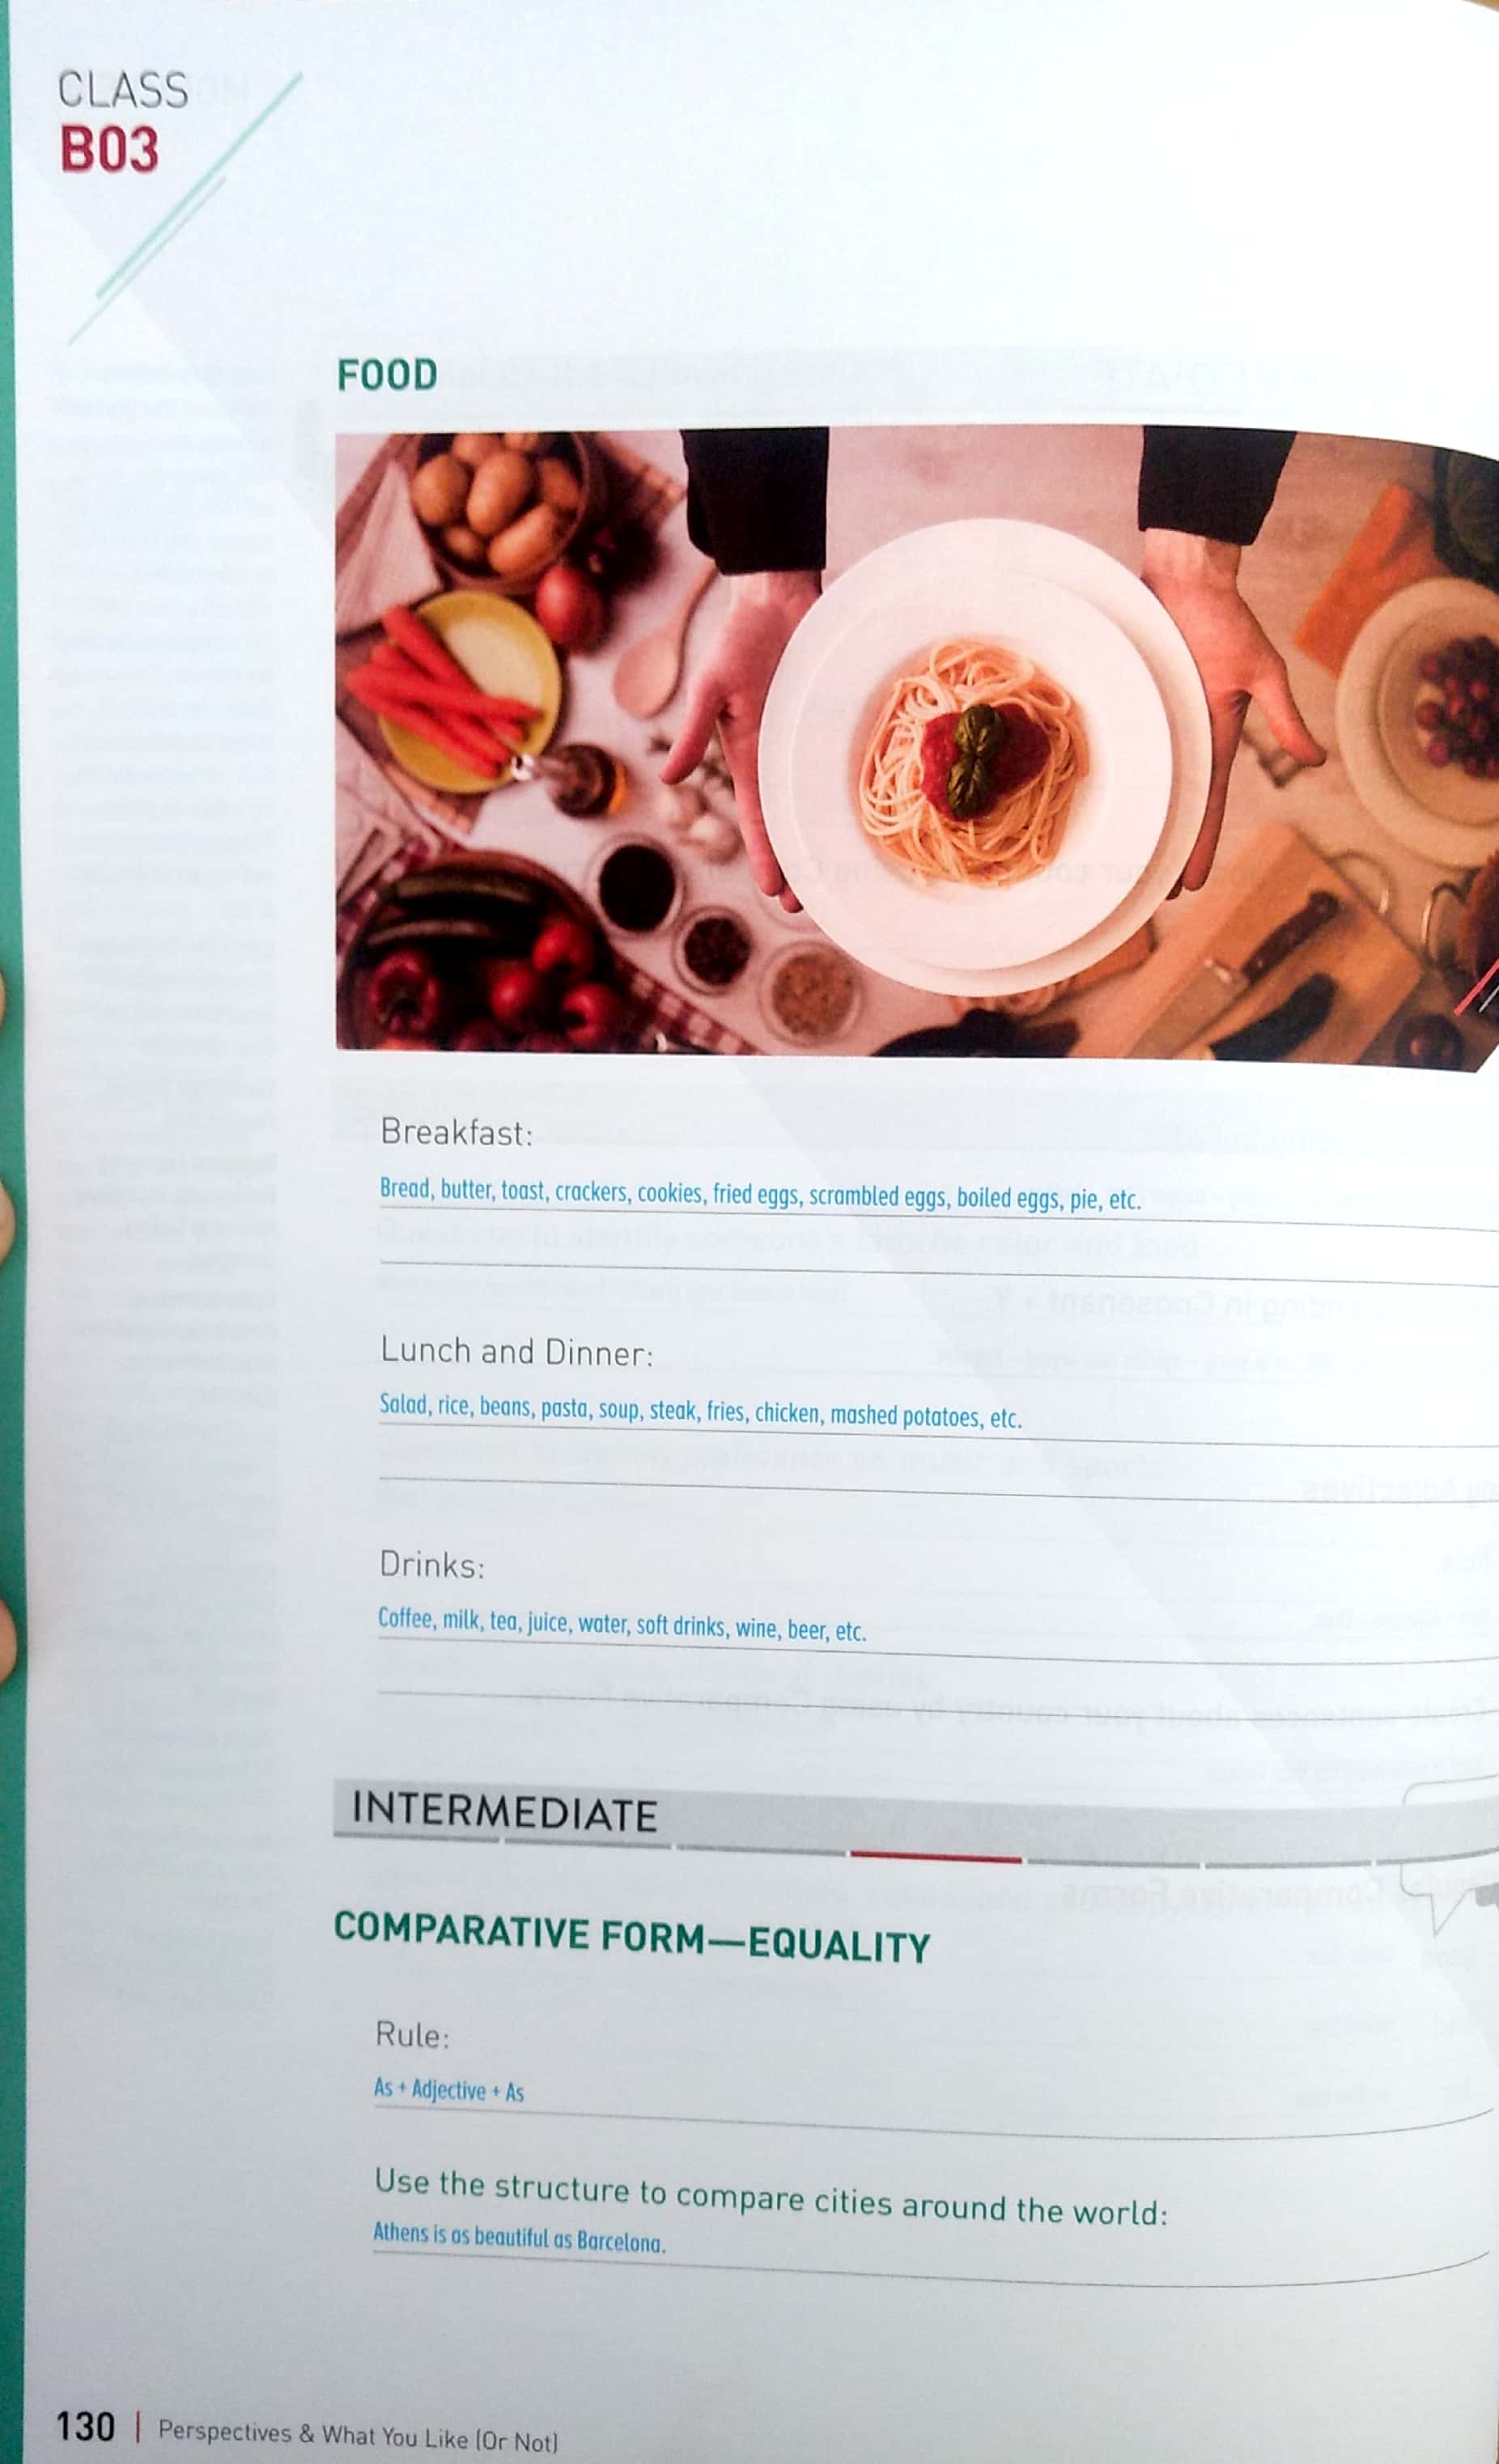 CLASS
B03
FOOD
Breakfast:
Bread, butter, toast, crackers, cookies, fried eggs, scrambled eggs, boiled eggs, pie, etc.
Lunch and Dinner:
Salad, rice, beans, pasta, soup, steak, fries, chicken, mashed potatoes, etc.
Drinks:
Coffee, milk, tea, juice, water, soft drinks, wine, beer, etc.
INTERMEDIATE
COMPARATIVE FORM—EQUALITY
Rule:
As + Adjective + As
Use the structure to compare cities around the world:
Athens is as beautiful as Barcelona.
130 | Perspectives & What You Like (Or Not)